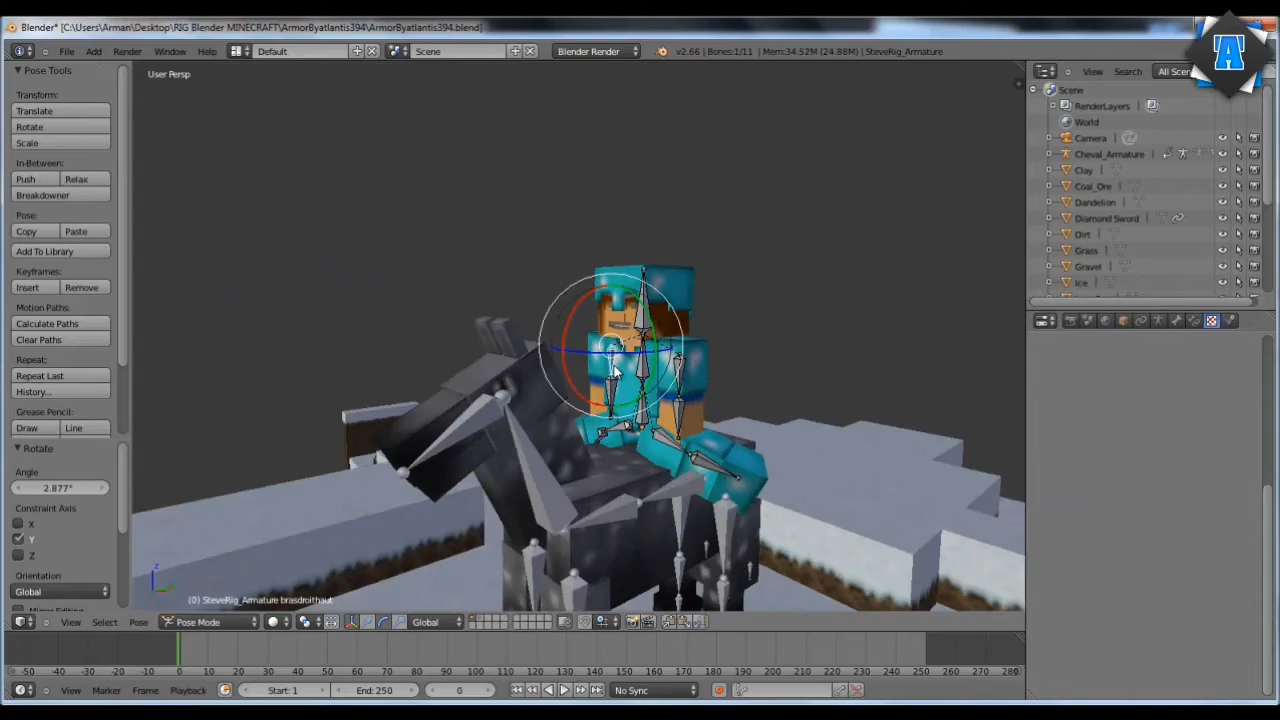 Blender* [C:\Users\Arman\Desktop\RIG Blender MINECRAFT\ArmorByatlantis394\ArmorByatlantis394.blend]
A
File Add Render Window Help Default Scene Blender Render v2.66 | Bones:1/11 | Mem:34.52M (24.88M) | SteveRig_Armature
Pose Tools
User Persp
View Search All Scen
Transform:
Translate
Rotate
Scale
In-Between:
Push Relax
Breakdowner
Pose:
Copy Paste
Add To Library
Keyframes:
Insert Remove
Motion Paths:
Calculate Paths
Clear Paths
Repeat:
Repeat Last
History...
Grease Pencil:
Draw Line
Rotate
Angle
2.877°
Constraint Axis
X
Y
Z
Orientation
Global
Scene
RenderLayers
World
Camera
Cheval_Armature
Clay
Coal_Ore
Dandelion
Diamond Sword
Dirt
Grass
Gravel
Ice
z
(0) SteveRig_Armature brasdroithaut
View Select Pose Pose Mode Global
-50 -40 -30 -20 -10 0 10 20 30 40 50 60 70 80 90 100 110 120 130 140 150 160 170 180 190 200 210 220 230 240 250 260 270 280
View Marker Frame Playback Start: 1 End: 250 0 No Sync